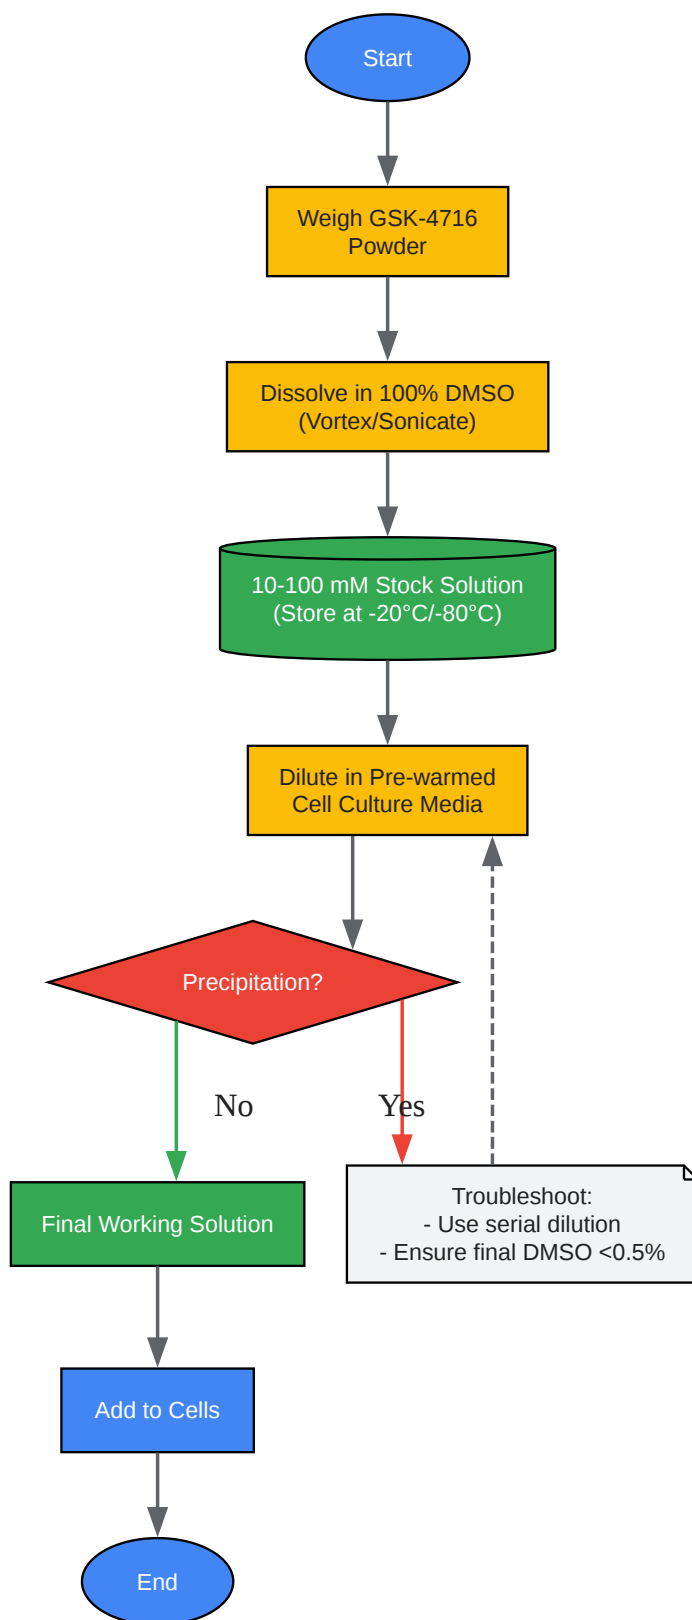 Start
Weigh GSK-4716
Powder
Dissolve in 100% DMSO
(Vortex/Sonicate)
10-100 mM Stock Solution
(Store at -20°C/-80°C)
Dilute in Pre-warmed
Cell Culture Media
Precipitation?
No
Yes
Final Working Solution
Troubleshoot:
- Use serial dilution
- Ensure final DMSO <0.5%
Add to Cells
End